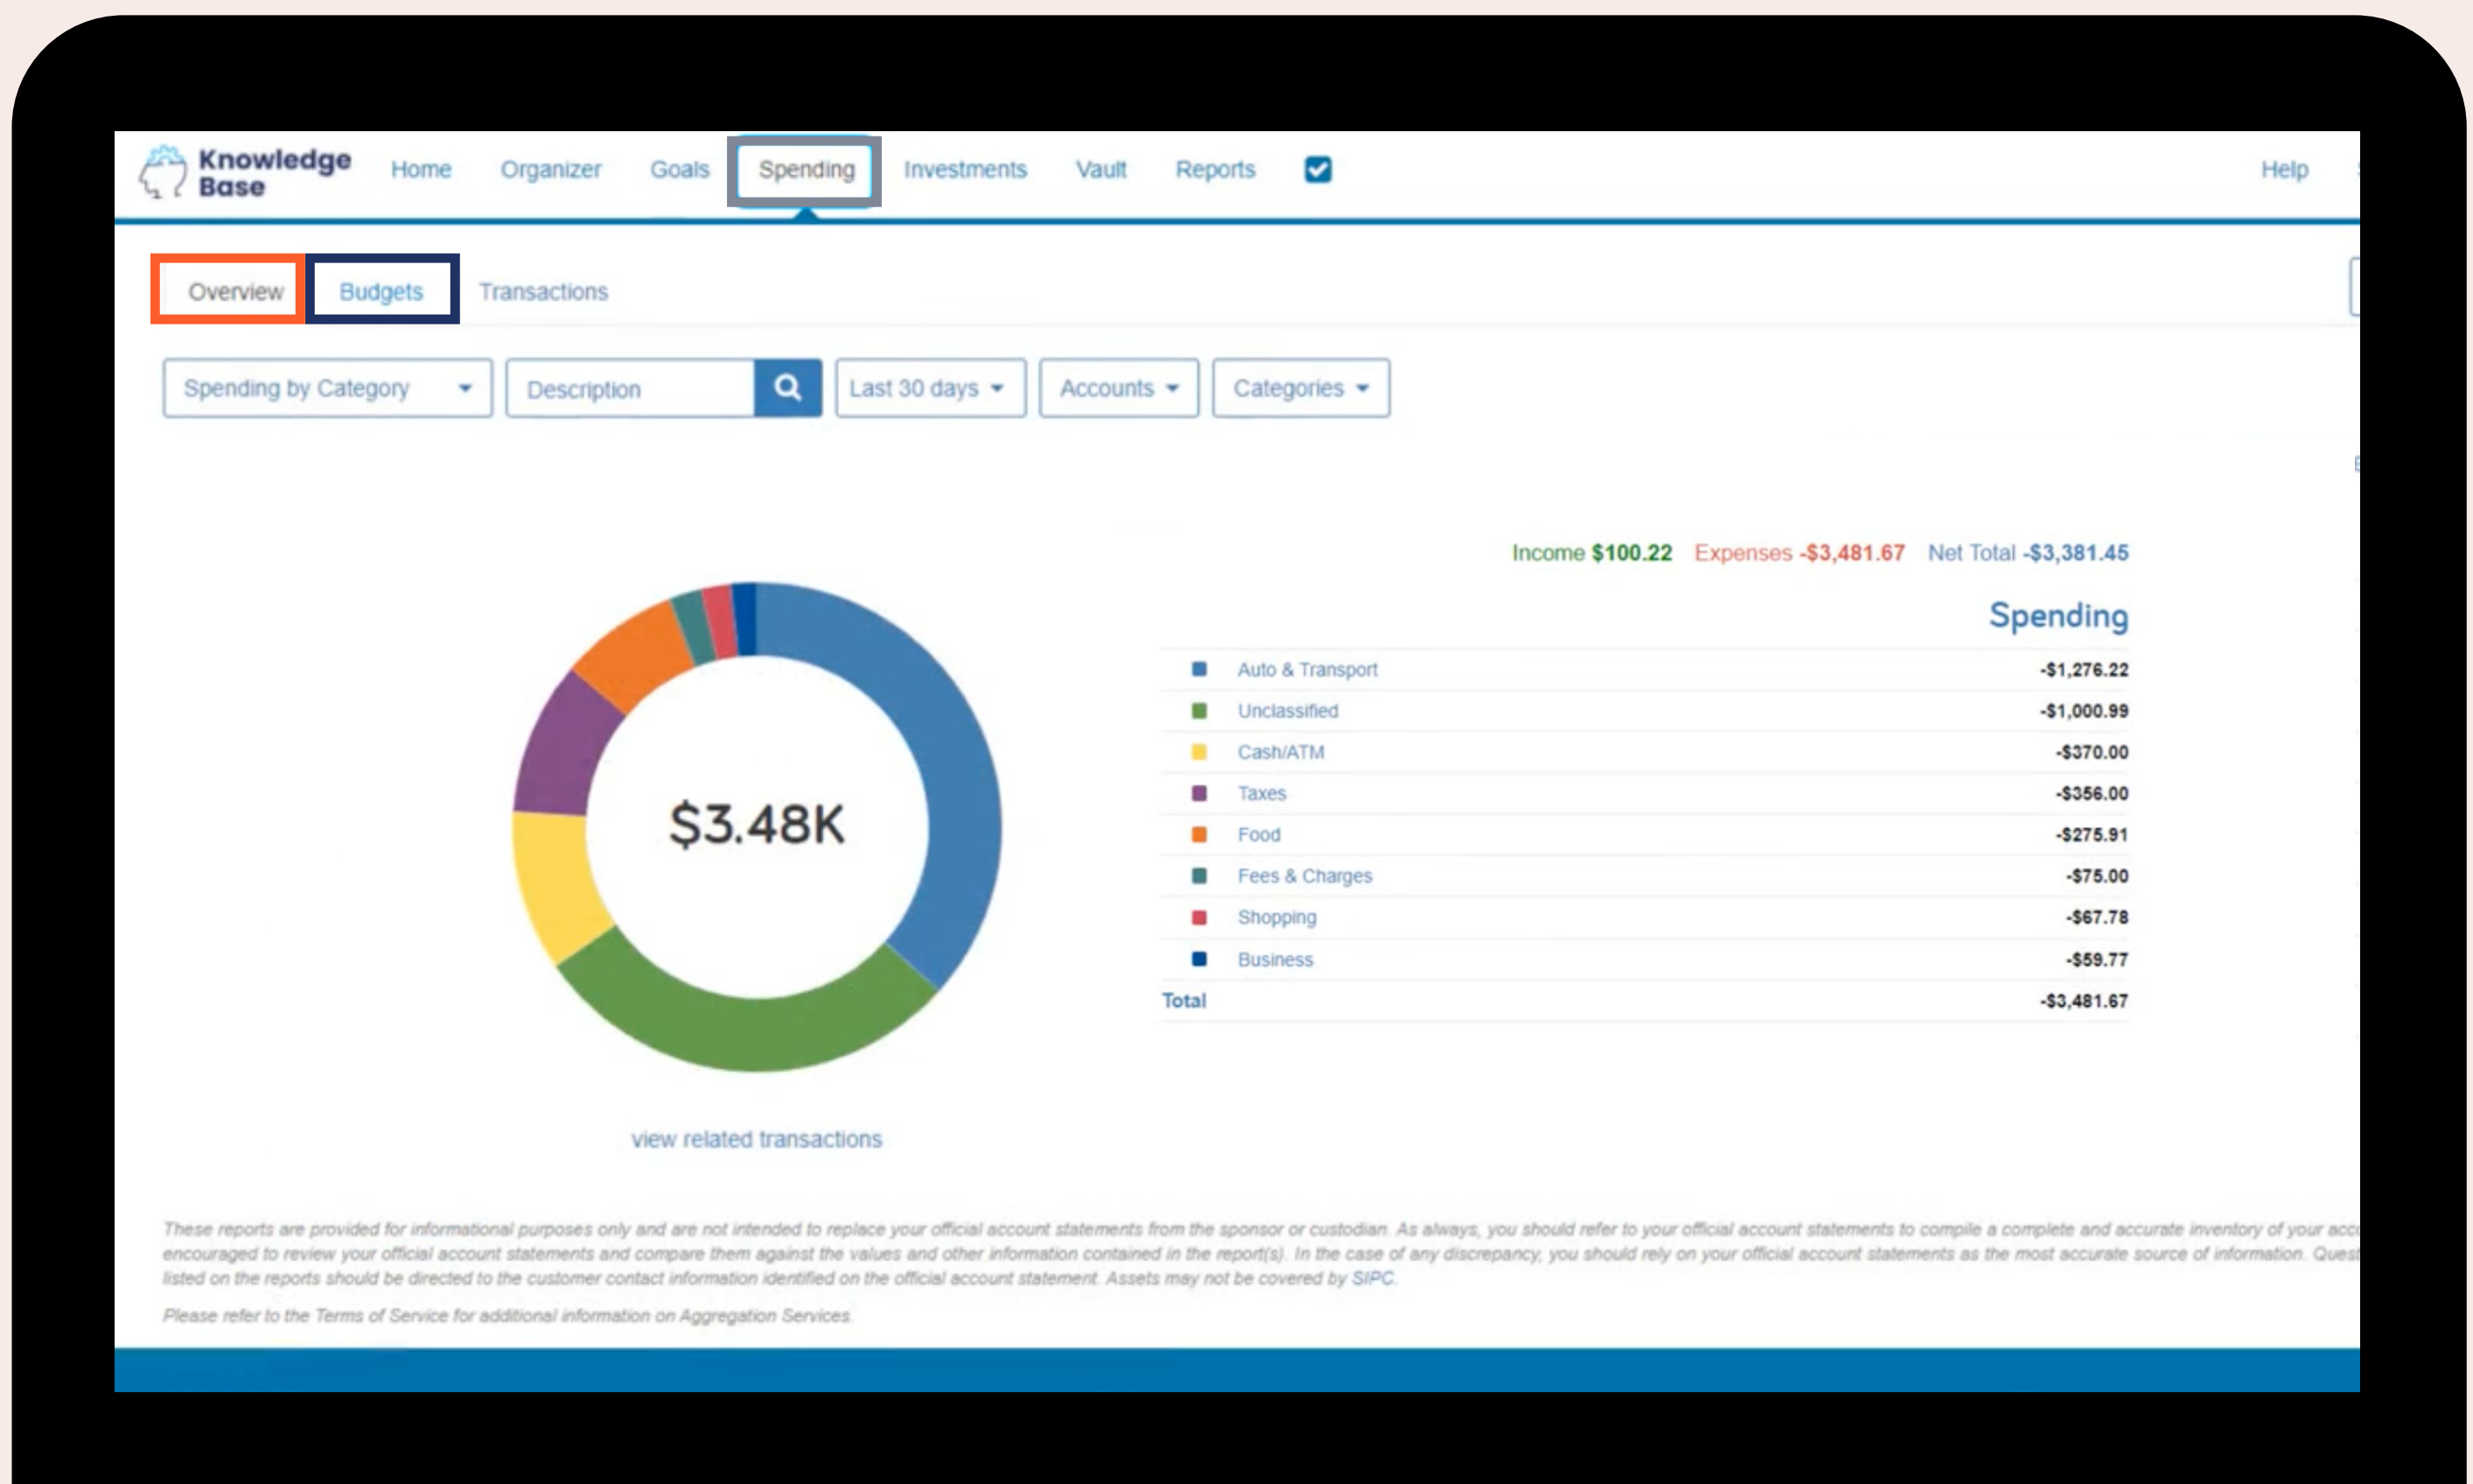 Knowledge
Base
Home Organizer Goals Spending Investments Vault Reports Help
Overview Budgets Transactions
Spending by Category Description Last 30 days Accounts Categories
Income $100.22 Expenses -$3,481.67 Net Total -$3,381.45
Spending
$3.48K
Auto & Transport -$1,276.22
Unclassified -$1,000.99
Cash/ATM -$370.00
Taxes -$356.00
Food -$275.91
Fees & Charges -$75.00
Shopping -$67.78
Business -$59.77
Total -$3,481.67
view related transactions
These reports are provided for informational purposes only and are not intended to replace your official account statements from the sponsor or custodian. As always, you should refer to your official account statements to compile a complete and accurate inventory of your
encouraged to review your official account statements and compare them against the values and other information contained in the report(s). In the case of any discrepancy, you should rely on your official account statements as the most accurate source of information.
listed on the reports should be directed to the customer contact information identified on the official account statement. Assets may not be covered by SIPC.
Please refer to the Terms of Service for additional information on Aggregation Services.